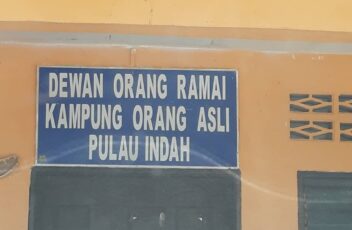 DEWAN ORANG RAMAI
KAMPUNG ORANG ASLI
PULAU INDAH